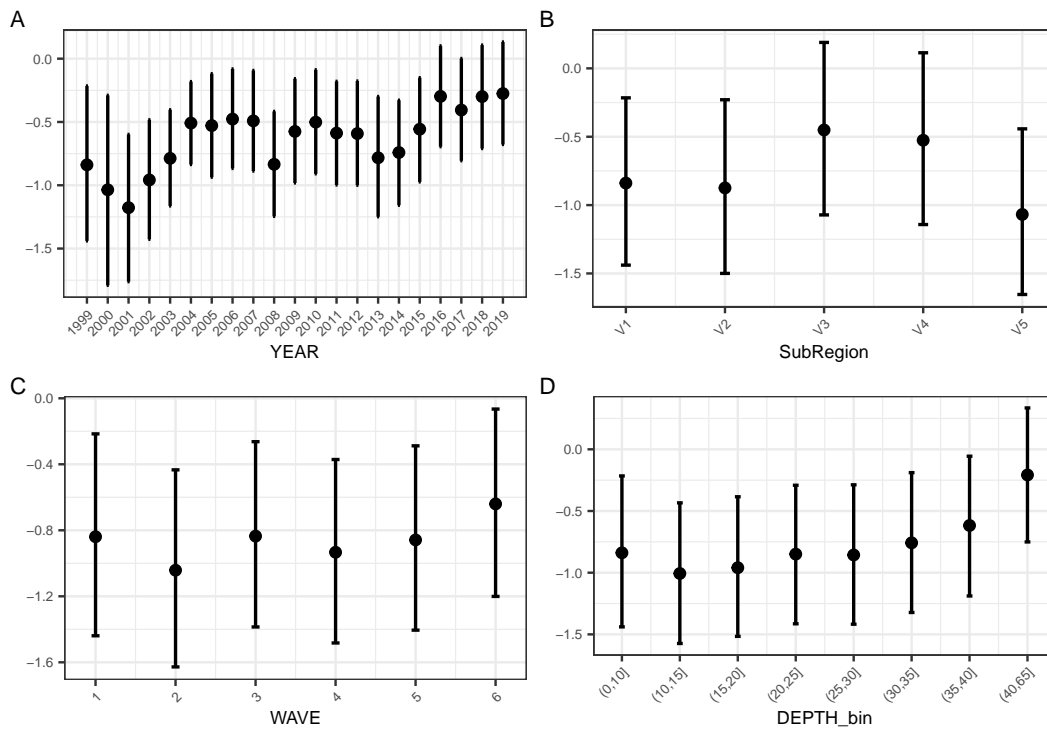 A
0.0
−0.5
−1.0
−1.5
1999 2000 2001 2002 2003 2004 2005 2006 2007 2008 2009 2010 2011 2012 2013 2014 2015 2016 2017 2018 2019
YEAR
B
0.0
−0.5
−1.0
−1.5
V1 V2 V3 V4 V5
SubRegion
C
0.0
−0.4
−0.8
−1.2
−1.6
1 2 3 4 5 6
WAVE
D
0.0
−0.5
−1.0
−1.5
(0,10] (10,15] (15,20] (20,25] (25,30] (30,35] (35,40] (40,65]
DEPTH_bin